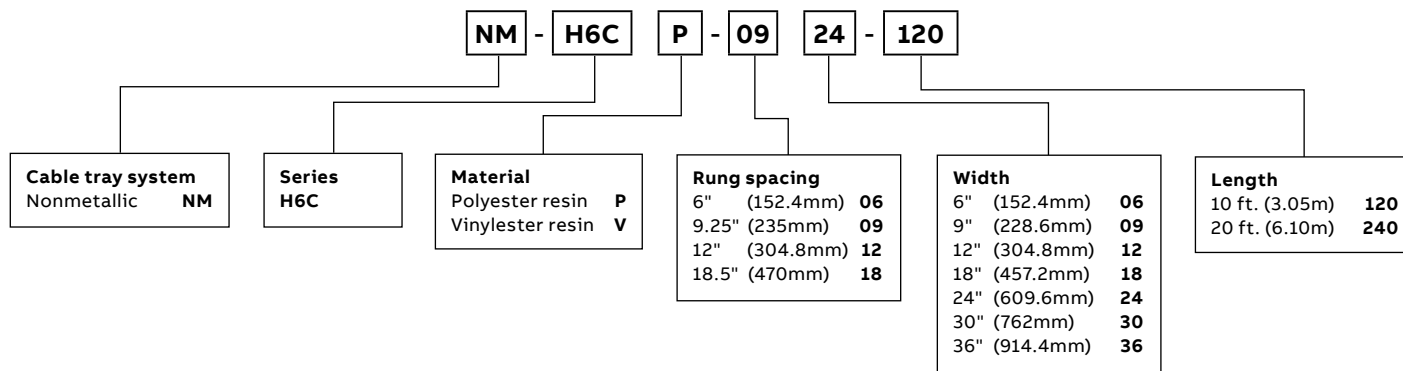 NM - H6C P - 09 24 - 120
Cable tray system
Nonmetallic NM
Series
H6C
Material
Polyester resin P
Vinylester resin V
Rung spacing
6" (152.4mm) 06
9.25" (235mm) 09
12" (304.8mm) 12
18.5" (470mm) 18
Width
6" (152.4mm) 06
9" (228.6mm) 09
12" (304.8mm) 12
18" (457.2mm) 18
24" (609.6mm) 24
30" (762mm) 30
36" (914.4mm) 36
Length
10 ft. (3.05m) 120
20 ft. (6.10m) 240